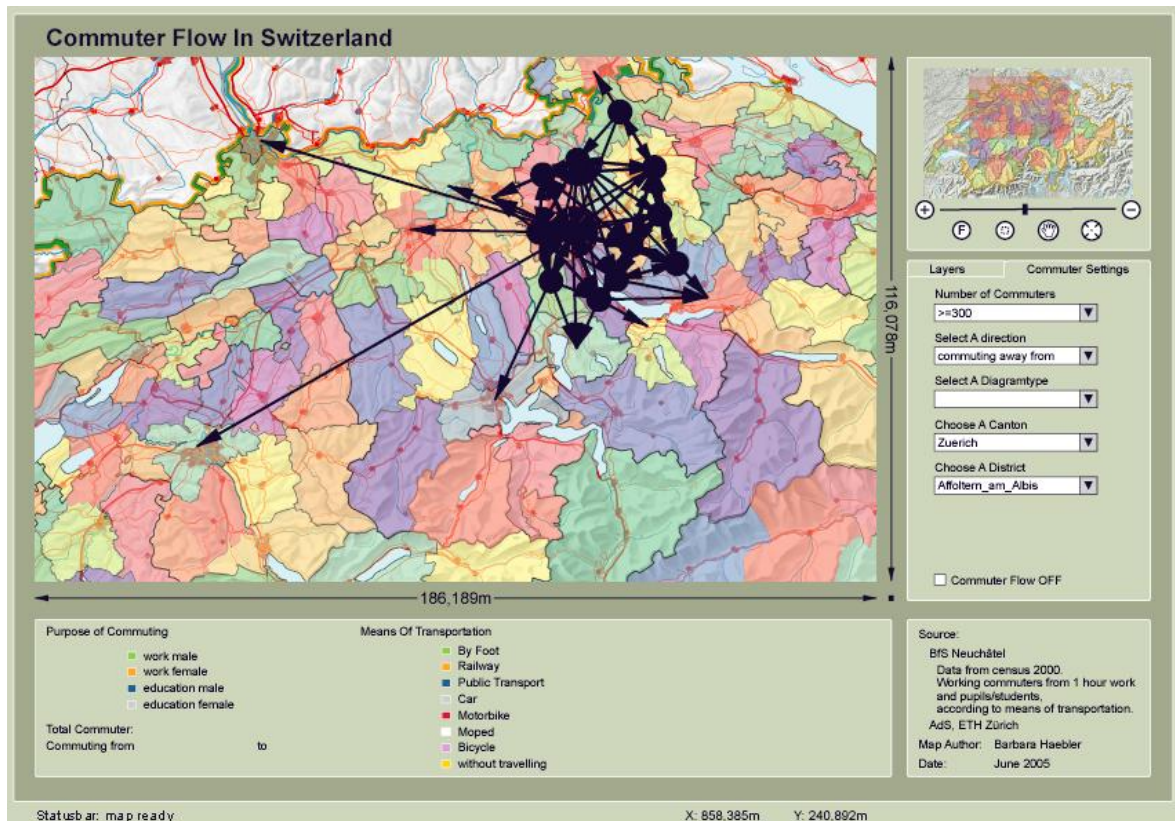 Commuter Flow In Switzerland
116,078m
186,189m
F
Layers
Commuter Settings
Number of Commuters
>=300
Select A direction
commuting away from
Select A Diagramtype
Choose A Canton
Zuerich
Choose A District
Affoltern_am_Albis
Commuter Flow OFF
Purpose of Commuting
work male
work female
education male
education female
Total Commuter:
Commuting from to
Means Of Transportation
By Foot
Railway
Public Transport
Car
Motorbike
Moped
Bicycle
without travelling
Source:
BfS Neuchâtel
Data from census 2000.
Working commuters from 1 hour work
and pupils/students,
according to means of transportation.
AdS, ETH Zürich
Map Author: Barbara Haebler
Date: June 2005
Statusbar: map ready
X: 858,385m Y: 240,892m